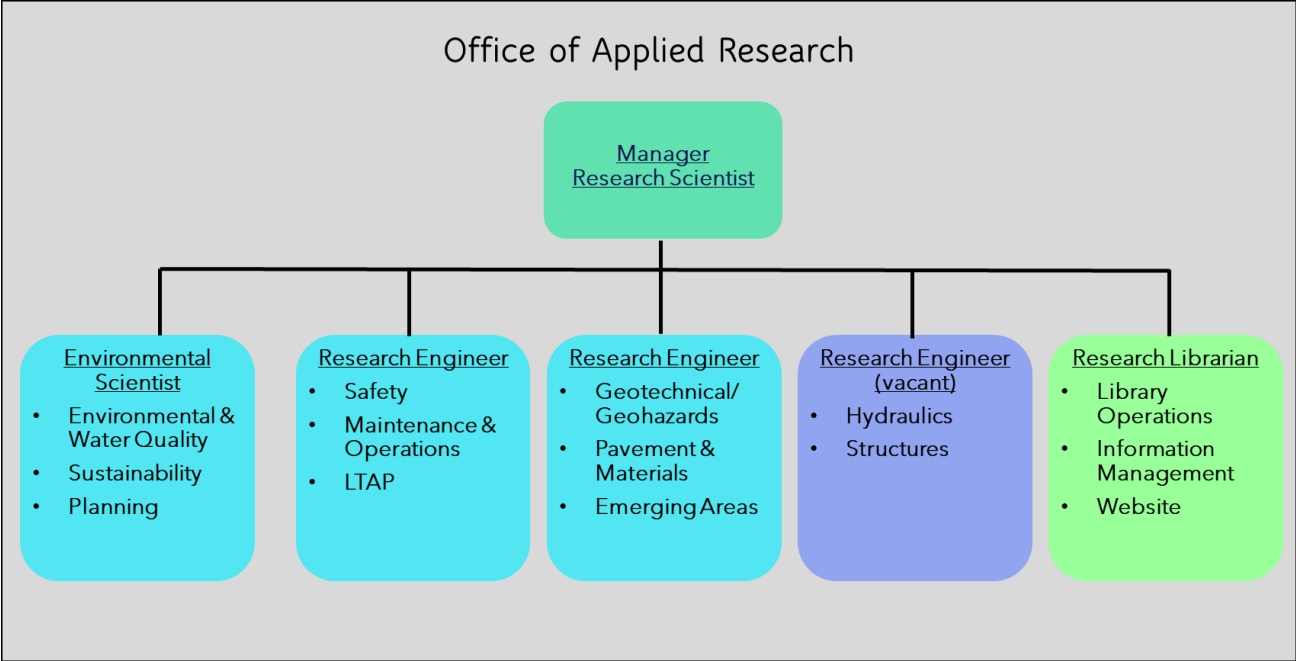 Office of Applied Research
Manager
Research Scientist
Environmental
Scientist
• Environmental &
Water Quality
• Sustainability
• Planning
Research Engineer
• Safety
• Maintenance &
Operations
• LTAP
Research Engineer
• Geotechnical/
Geohazards
• Pavement &
Materials
• Emerging Areas
Research Engineer
(vacant)
• Hydraulics
• Structures
Research Librarian
• Library
Operations
• Information
Management
• Website